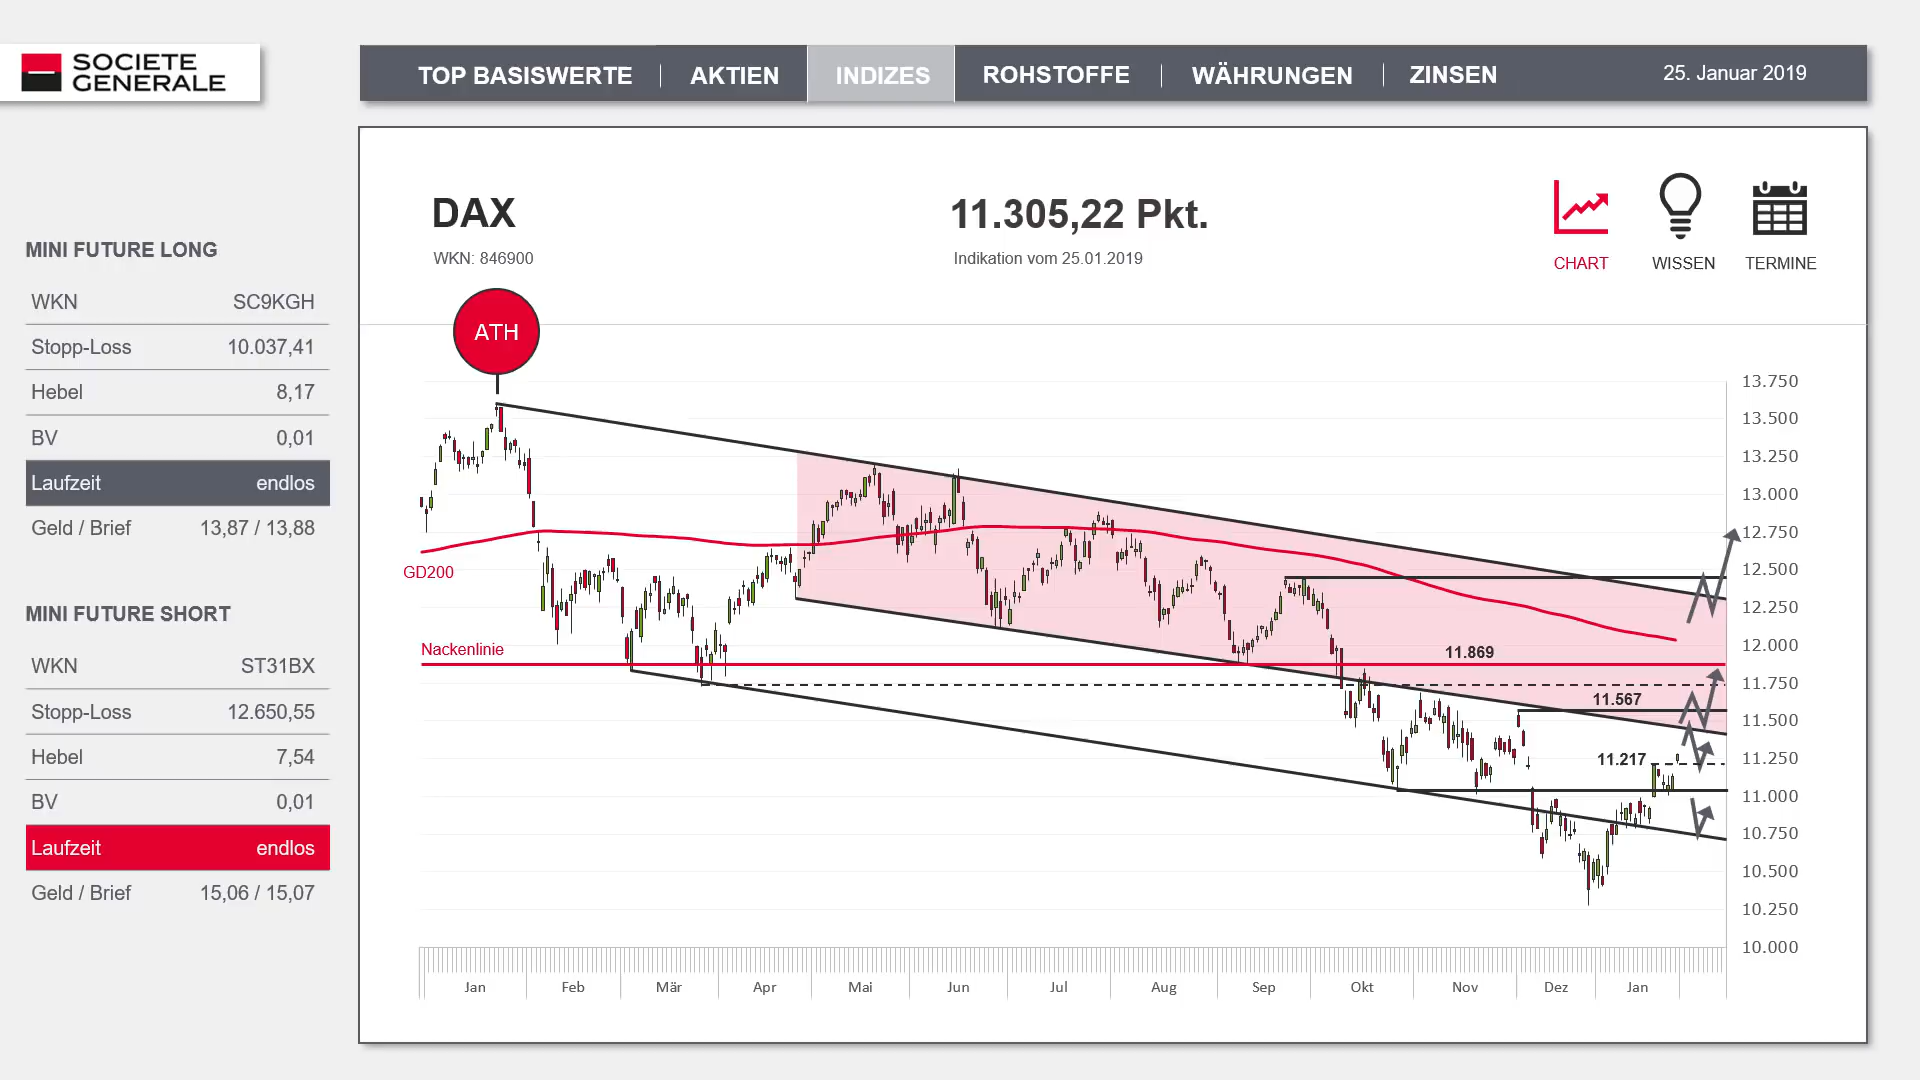 SOCIETE
GENERALE
TOP BASISWERTE | AKTIEN INDIZES ROHSTOFFE | WÄHRUNGEN | ZINSEN 25. Januar 2019
MINI FUTURE LONG
WKN SC9KGH
Stopp-Loss 10.037,41
Hebel 8,17
BV 0,01
Laufzeit endlos
Geld / Brief 13,87 / 13,88
MINI FUTURE SHORT
WKN ST31BX
Stopp-Loss 12.650,55
Hebel 7,54
BV 0,01
Laufzeit endlos
Geld / Brief 15,06 / 15,07
DAX
WKN: 846900
11.305,22 Pkt.
Indikation vom 25.01.2019
CHART
WISSEN
TERMINE
ATH
GD200
Nackenlinie
11.869
11.567
11.217
13.750
13.500
13.250
13.000
12.750
12.500
12.250
12.000
11.750
11.500
11.250
11.000
10.750
10.500
10.250
10.000
Jan Feb Mär Apr Mai Jun Jul Aug Sep Okt Nov Dez Jan